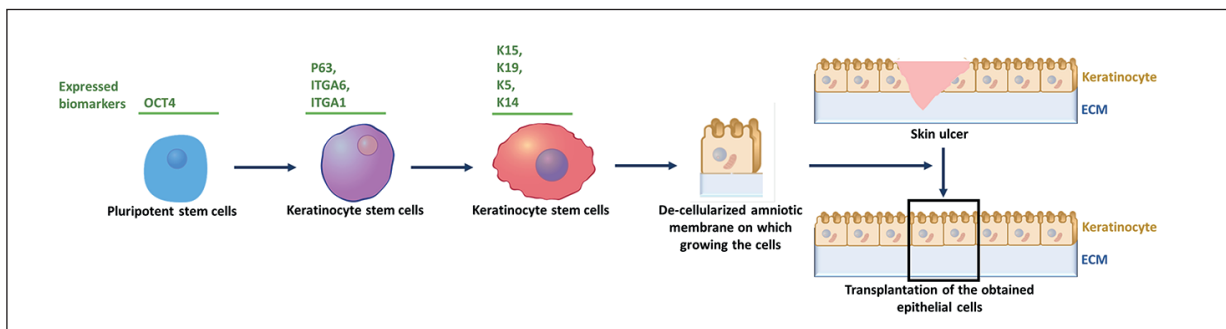 Expressed
biomarkers
OCT4
P63,
ITGA6,
ITGA1
K15,
K19,
K5,
K14
Pluripotent stem cells
Keratinocyte stem cells
Keratinocyte stem cells
De-cellularized amniotic
membrane on which
growing the cells
Keratinocyte
ECM
Skin ulcer
Keratinocyte
ECM
Transplantation of the obtained
epithelial cells